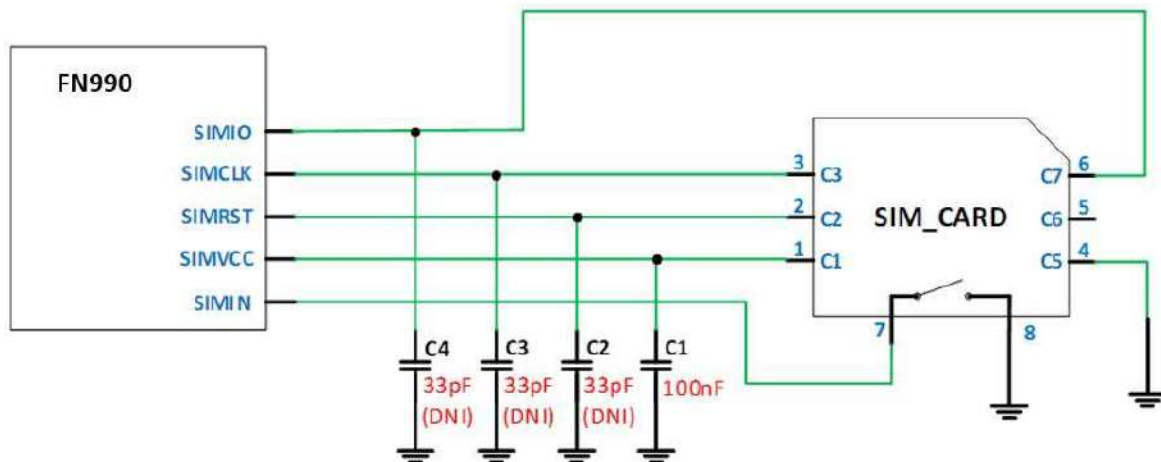 FN990
SIMIO
SIMCLK
SIMRST
SIMVCC
SIMIN
3 C3
2 C2
1 C1
SIM_CARD
C7 6
C6 5
C5 4
7
8
C4
33pF
(DNI)
C3
33pF
(DNI)
C2
33pF
(DNI)
C1
100nF